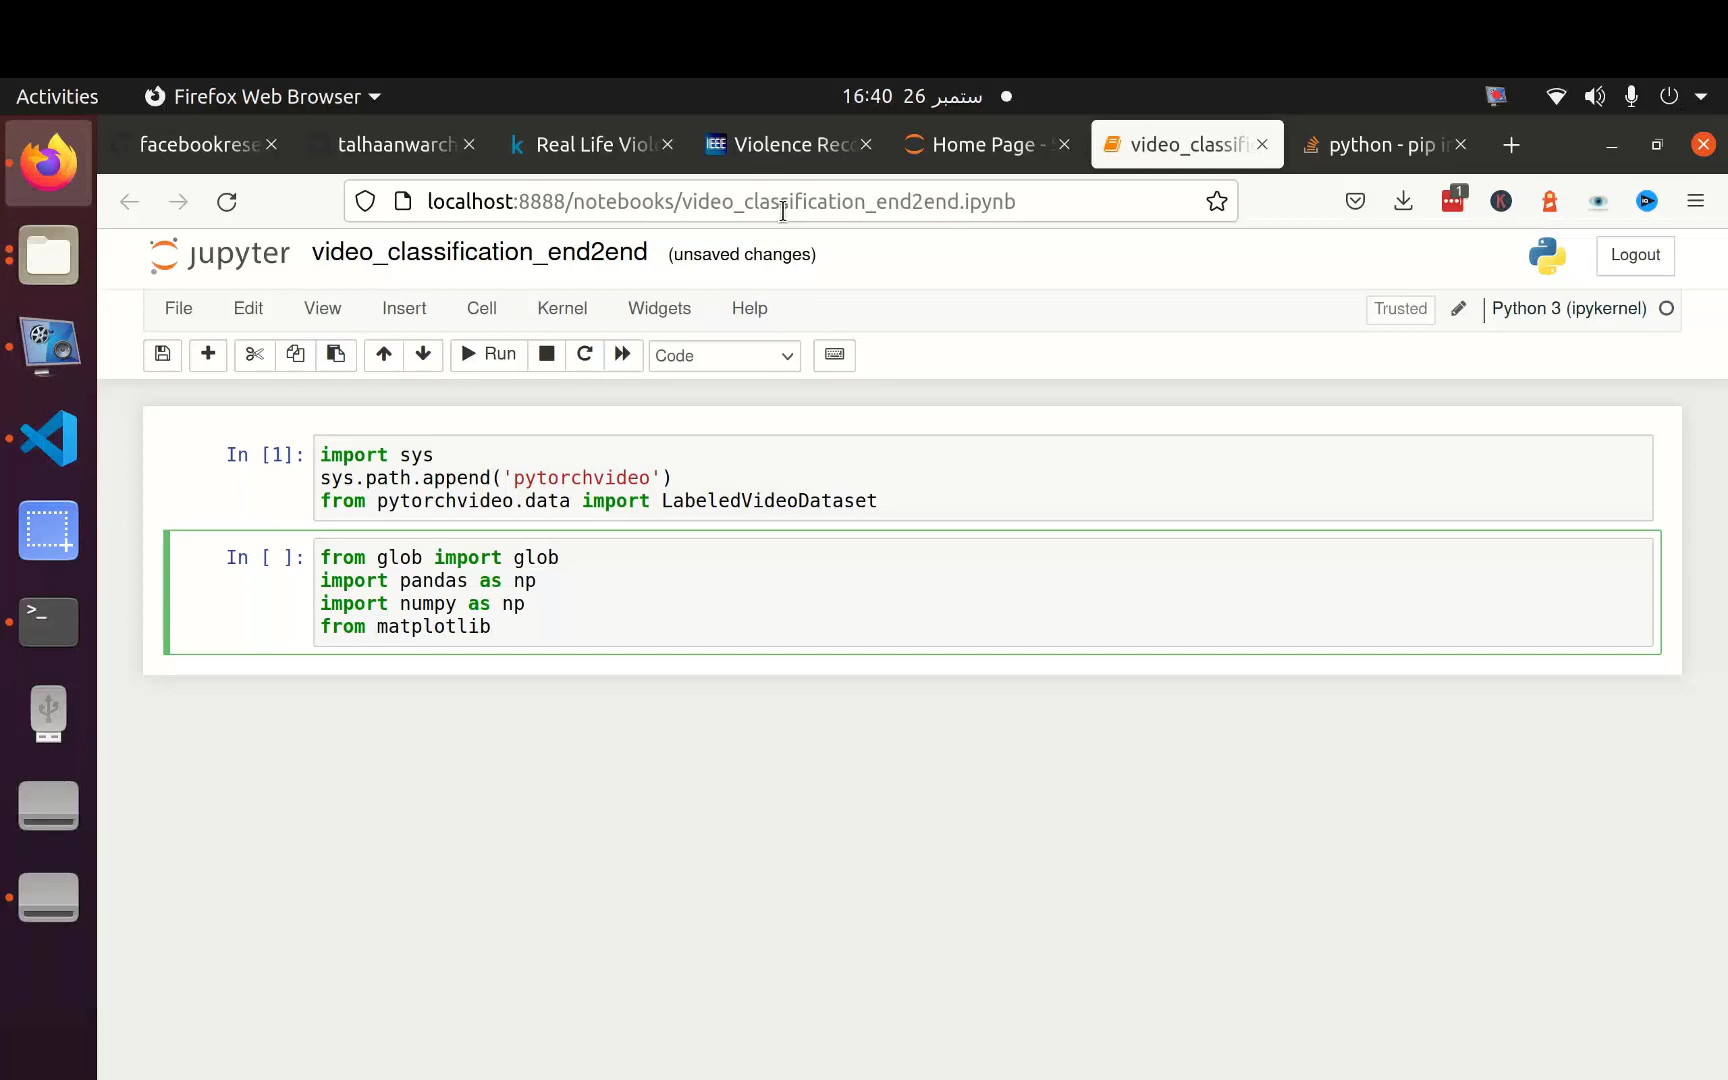 Activities
Firefox Web Browser
16:40 26 ستمبر
facebookrese
talhaanwarch
Real Life Viol
IEEE
Violence Reco
Home Page -
video_classifi
python - pip i
localhost:8888/notebooks/video_classification_end2end.ipynb
1
K
jupyter
video_classification_end2end
(unsaved changes)
Logout
File
Edit
View
Insert
Cell
Kernel
Widgets
Help
Trusted
Python 3 (ipykernel)
Run
Code
In [1]:
import sys
sys.path.append('pytorchvideo')
from pytorchvideo.data import LabeledVideoDataset
In [ ]:
from glob import glob
import pandas as np
import numpy as np
from matplotlib